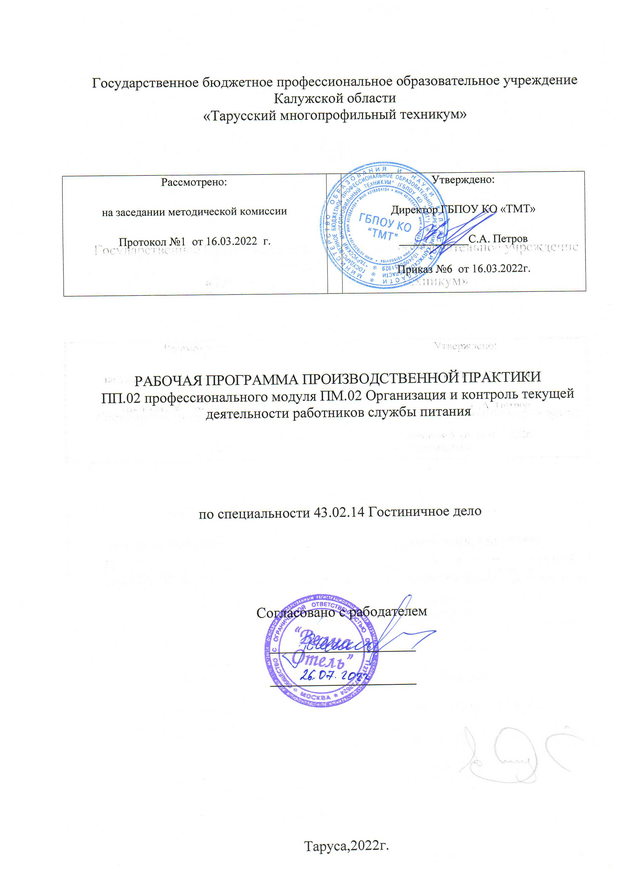 Государственное бюджетное профессиональное образовательное учреждение
Калужской области
«Тарусский многопрофильный техникум»
Рассмотрено:
на заседании методической комиссии
Протокол №1 от 16.03.2022 г.
Утверждено:
Директор ГБПОУ КО «ТМТ»
С.А. Петров
Приказ №6 от 16.03.2022г.
ГБПОУ КО
"ТМТ"
РАБОЧАЯ ПРОГРАММА ПРОИЗВОДСТВЕННОЙ ПРАКТИКИ
ПП.02 профессионального модуля ПМ.02 Организация и контроль текущей
деятельности работников службы питания
по специальности 43.02.14 Гостиничное дело
Согласовано с рабодателем
Отель"
26.07.
МОСКВА
Таруса,2022г.